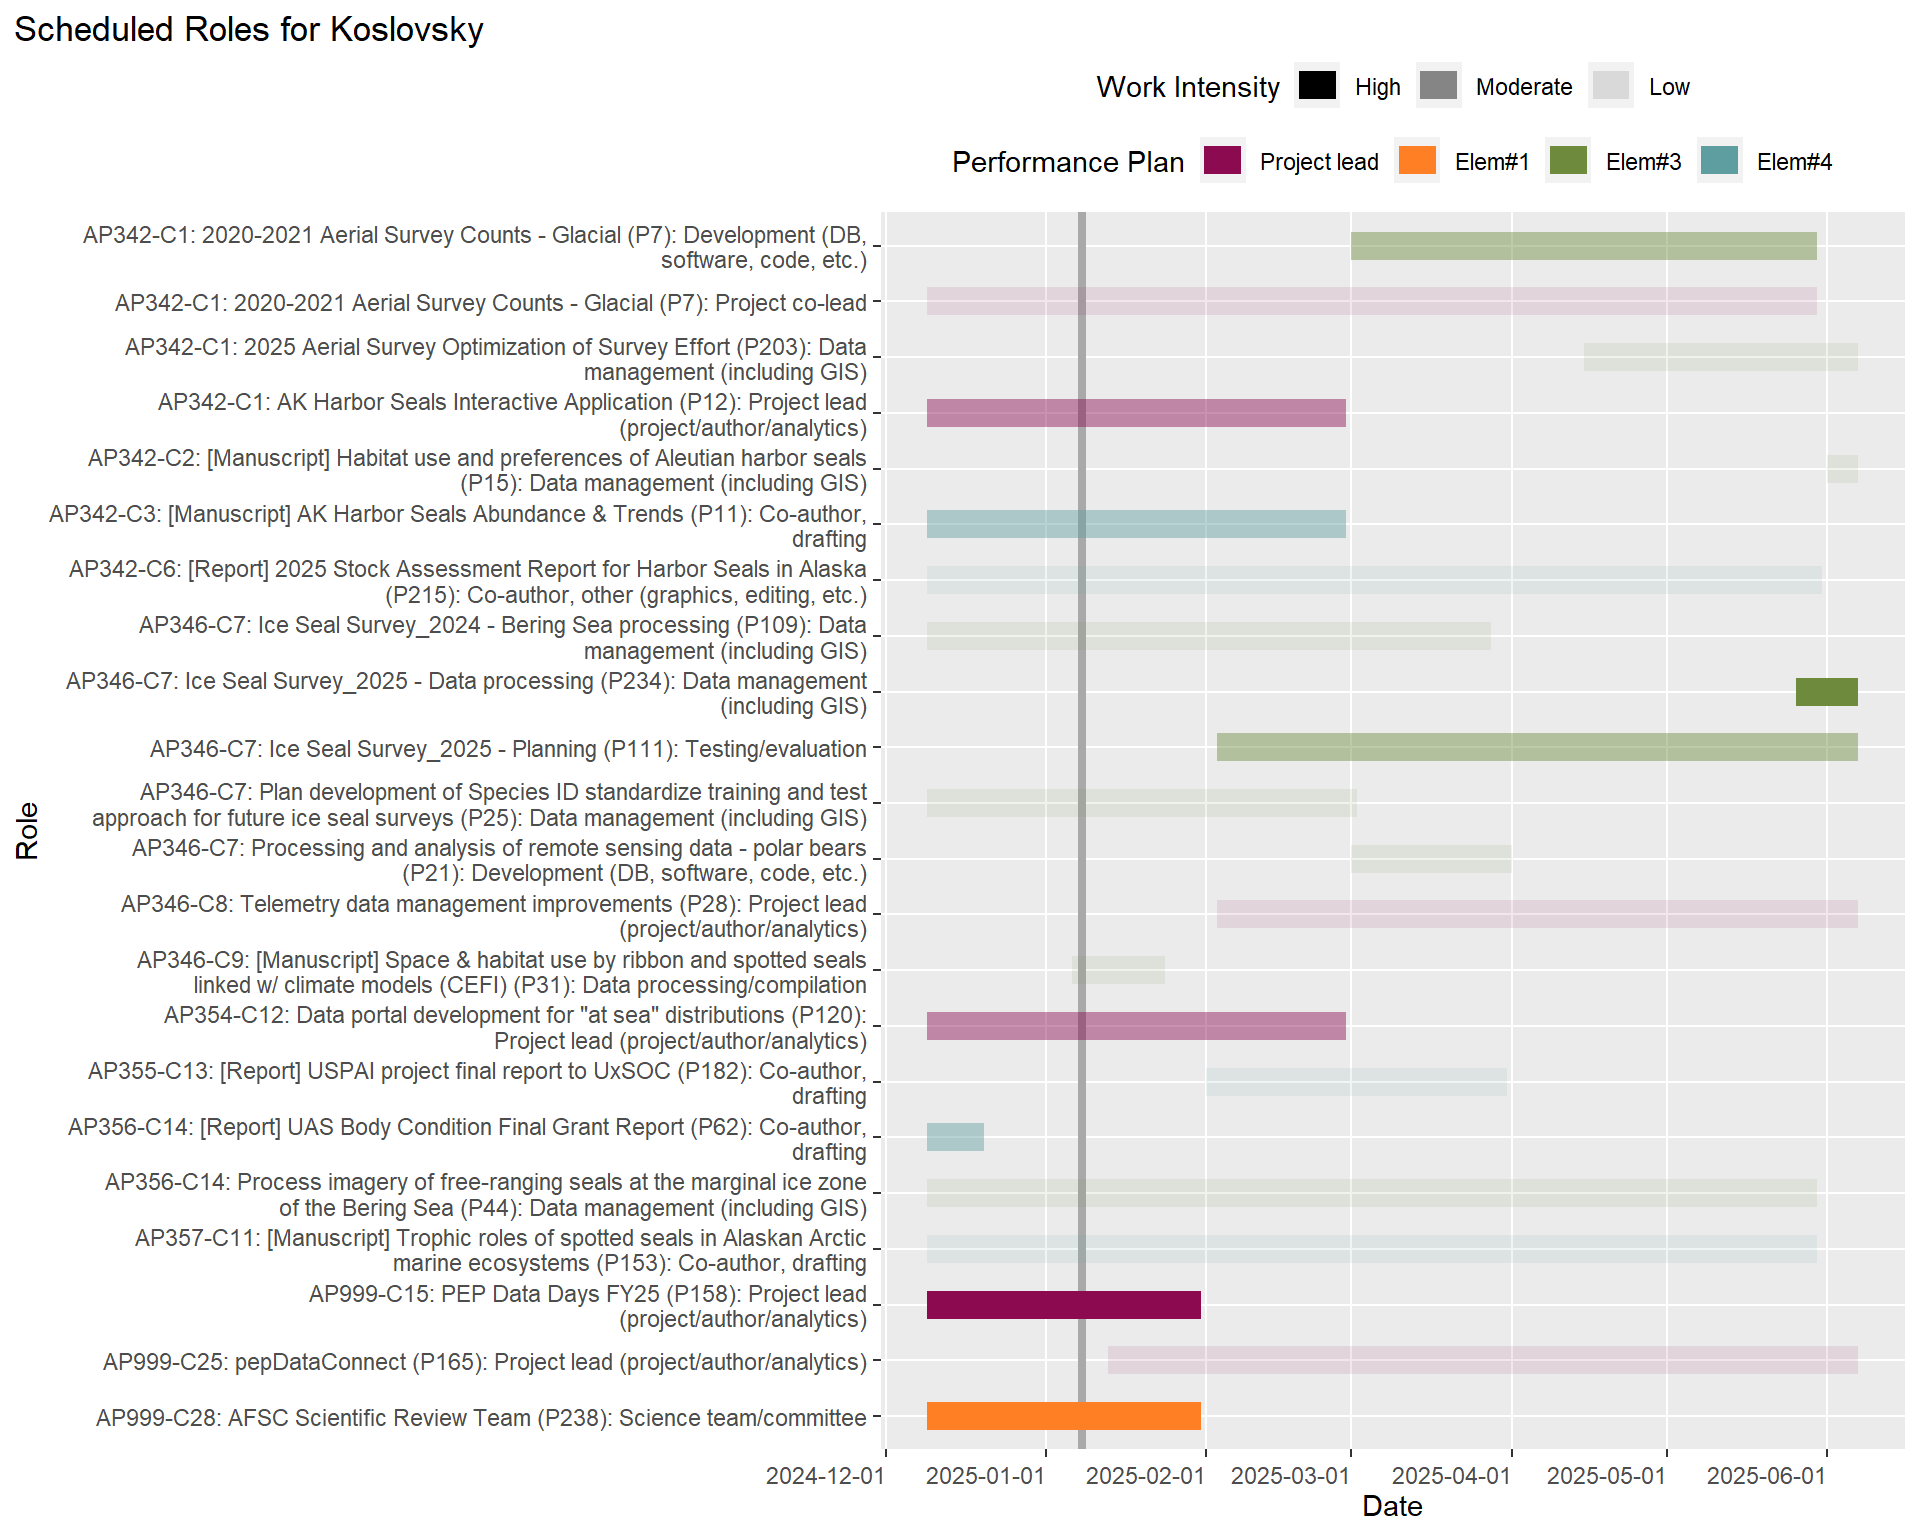 Scheduled Roles for Koslovsky
Work Intensity High Moderate Low
Performance Plan Project lead Elem#1 Elem#3 Elem#4
AP342-C1: 2020-2021 Aerial Survey Counts - Glacial (P7): Development (DB,
software, code, etc.)
AP342-C1: 2020-2021 Aerial Survey Counts - Glacial (P7): Project co-lead
AP342-C1: 2025 Aerial Survey Optimization of Survey Effort (P203): Data
management (including GIS)
AP342-C1: AK Harbor Seals Interactive Application (P12): Project lead
(project/author/analytics)
AP342-C2: [Manuscript] Habitat use and preferences of Aleutian harbor seals
(P15): Data management (including GIS)
AP342-C3: [Manuscript] AK Harbor Seals Abundance & Trends (P11): Co-author,
drafting
AP342-C6: [Report] 2025 Stock Assessment Report for Harbor Seals in Alaska
(P215): Co-author, other (graphics, editing, etc.)
AP346-C7: Ice Seal Survey_2024 - Bering Sea processing (P109): Data
management (including GIS)
AP346-C7: Ice Seal Survey_2025 - Data processing (P234): Data management
(including GIS)
AP346-C7: Ice Seal Survey_2025 - Planning (P111): Testing/evaluation
AP346-C7: Plan development of Species ID standardize training and test
approach for future ice seal surveys (P25): Data management (including GIS)
AP346-C7: Processing and analysis of remote sensing data - polar bears
(P21): Development (DB, software, code, etc.)
AP346-C8: Telemetry data management improvements (P28): Project lead
(project/author/analytics)
AP346-C9: [Manuscript] Space & habitat use by ribbon and spotted seals
linked w/ climate models (CEFI) (P31): Data processing/compilation
AP354-C12: Data portal development for "at sea" distributions (P120):
Project lead (project/author/analytics)
AP355-C13: [Report] USPAI project final report to UxSOC (P182): Co-author,
drafting
AP356-C14: [Report] UAS Body Condition Final Grant Report (P62): Co-author,
drafting
AP356-C14: Process imagery of free-ranging seals at the marginal ice zone
of the Bering Sea (P44): Data management (including GIS)
AP357-C11: [Manuscript] Trophic roles of spotted seals in Alaskan Arctic
marine ecosystems (P153): Co-author, drafting
AP999-C15: PEP Data Days FY25 (P158): Project lead
(project/author/analytics)
AP999-C25: pepDataConnect (P165): Project lead (project/author/analytics)
AP999-C28: AFSC Scientific Review Team (P238): Science team/committee
Role
2024-12-01 2025-01-01 2025-02-01 2025-03-01 2025-04-01 2025-05-01 2025-06-01
Date